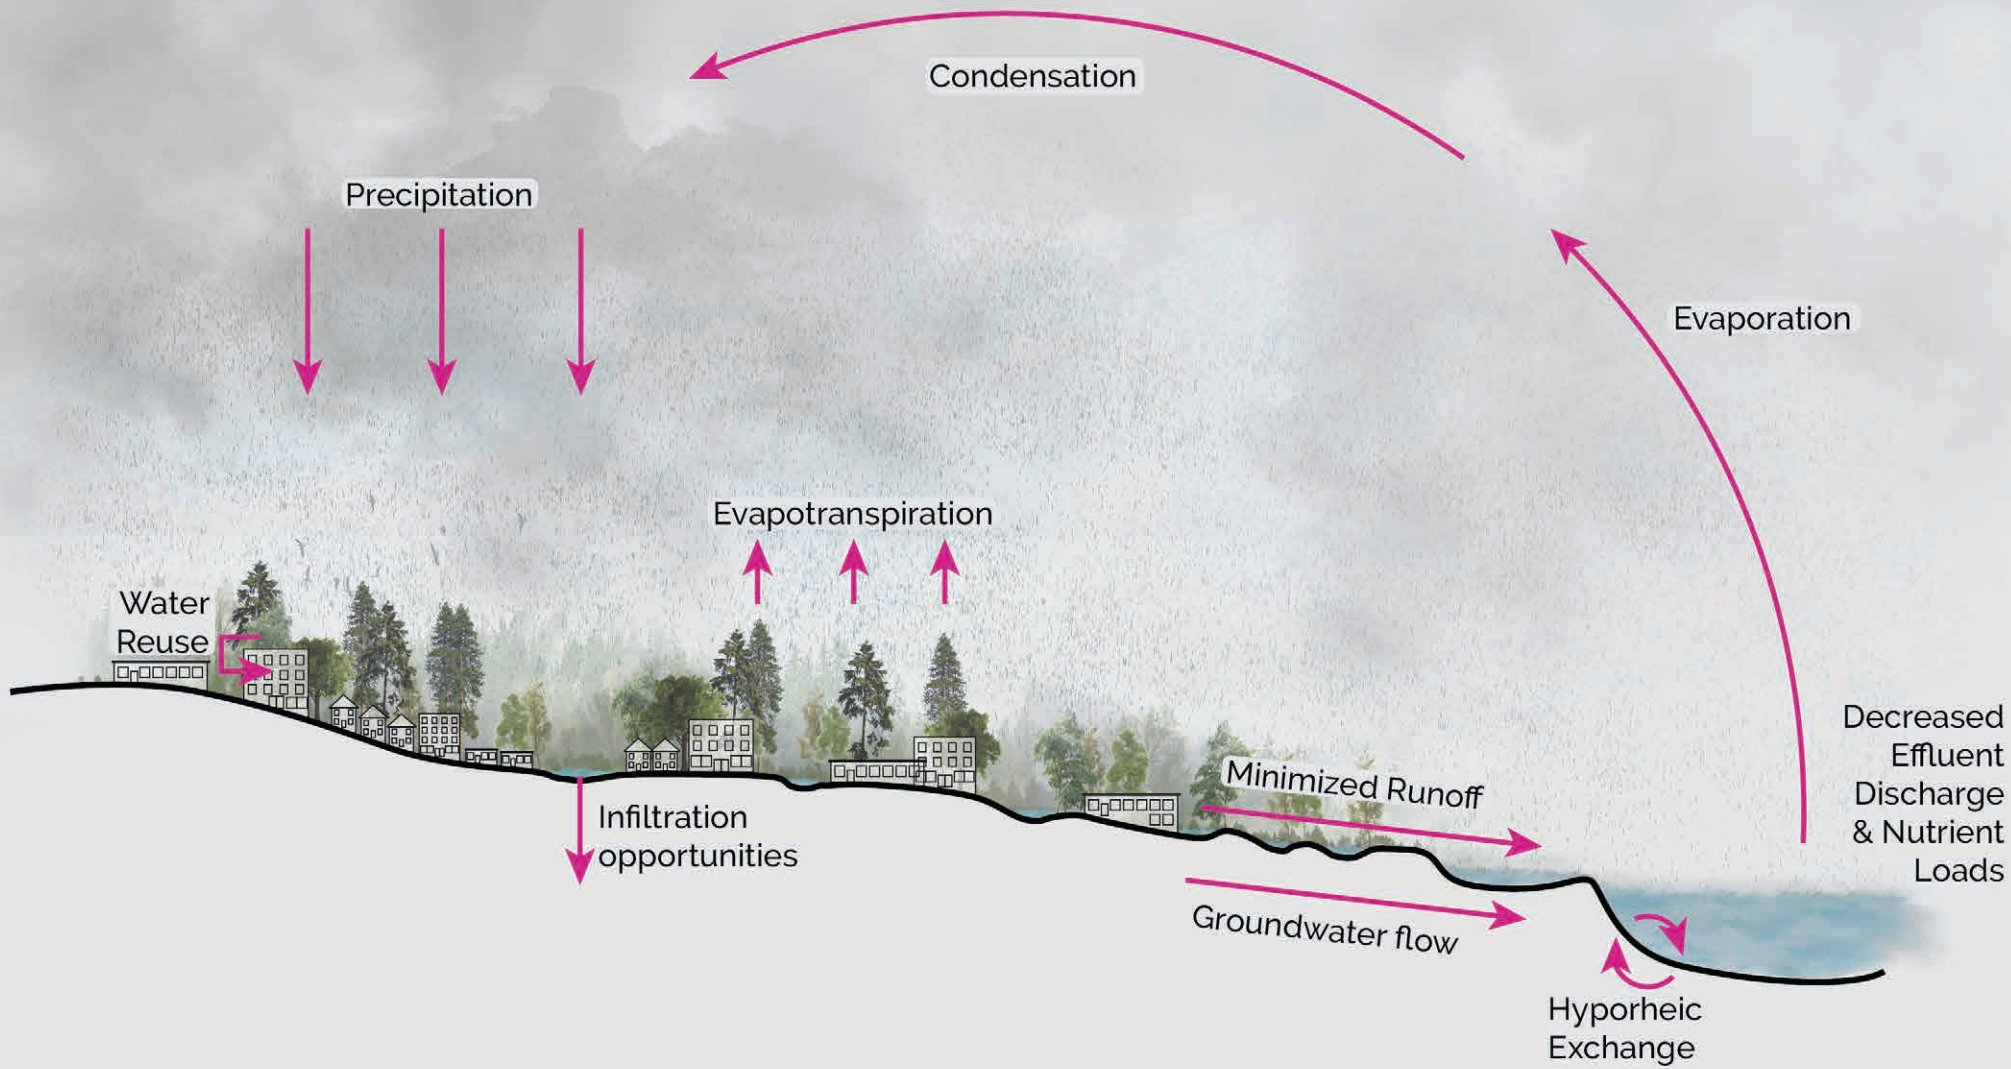 Condensation
Precipitation
Evaporation
Evapotranspiration
Water
Reuse
Decreased
Effluent
Discharge
& Nutrient
Loads
Minimized Runoff
Infiltration
opportunities
Groundwater flow
Hyporheic
Exchange